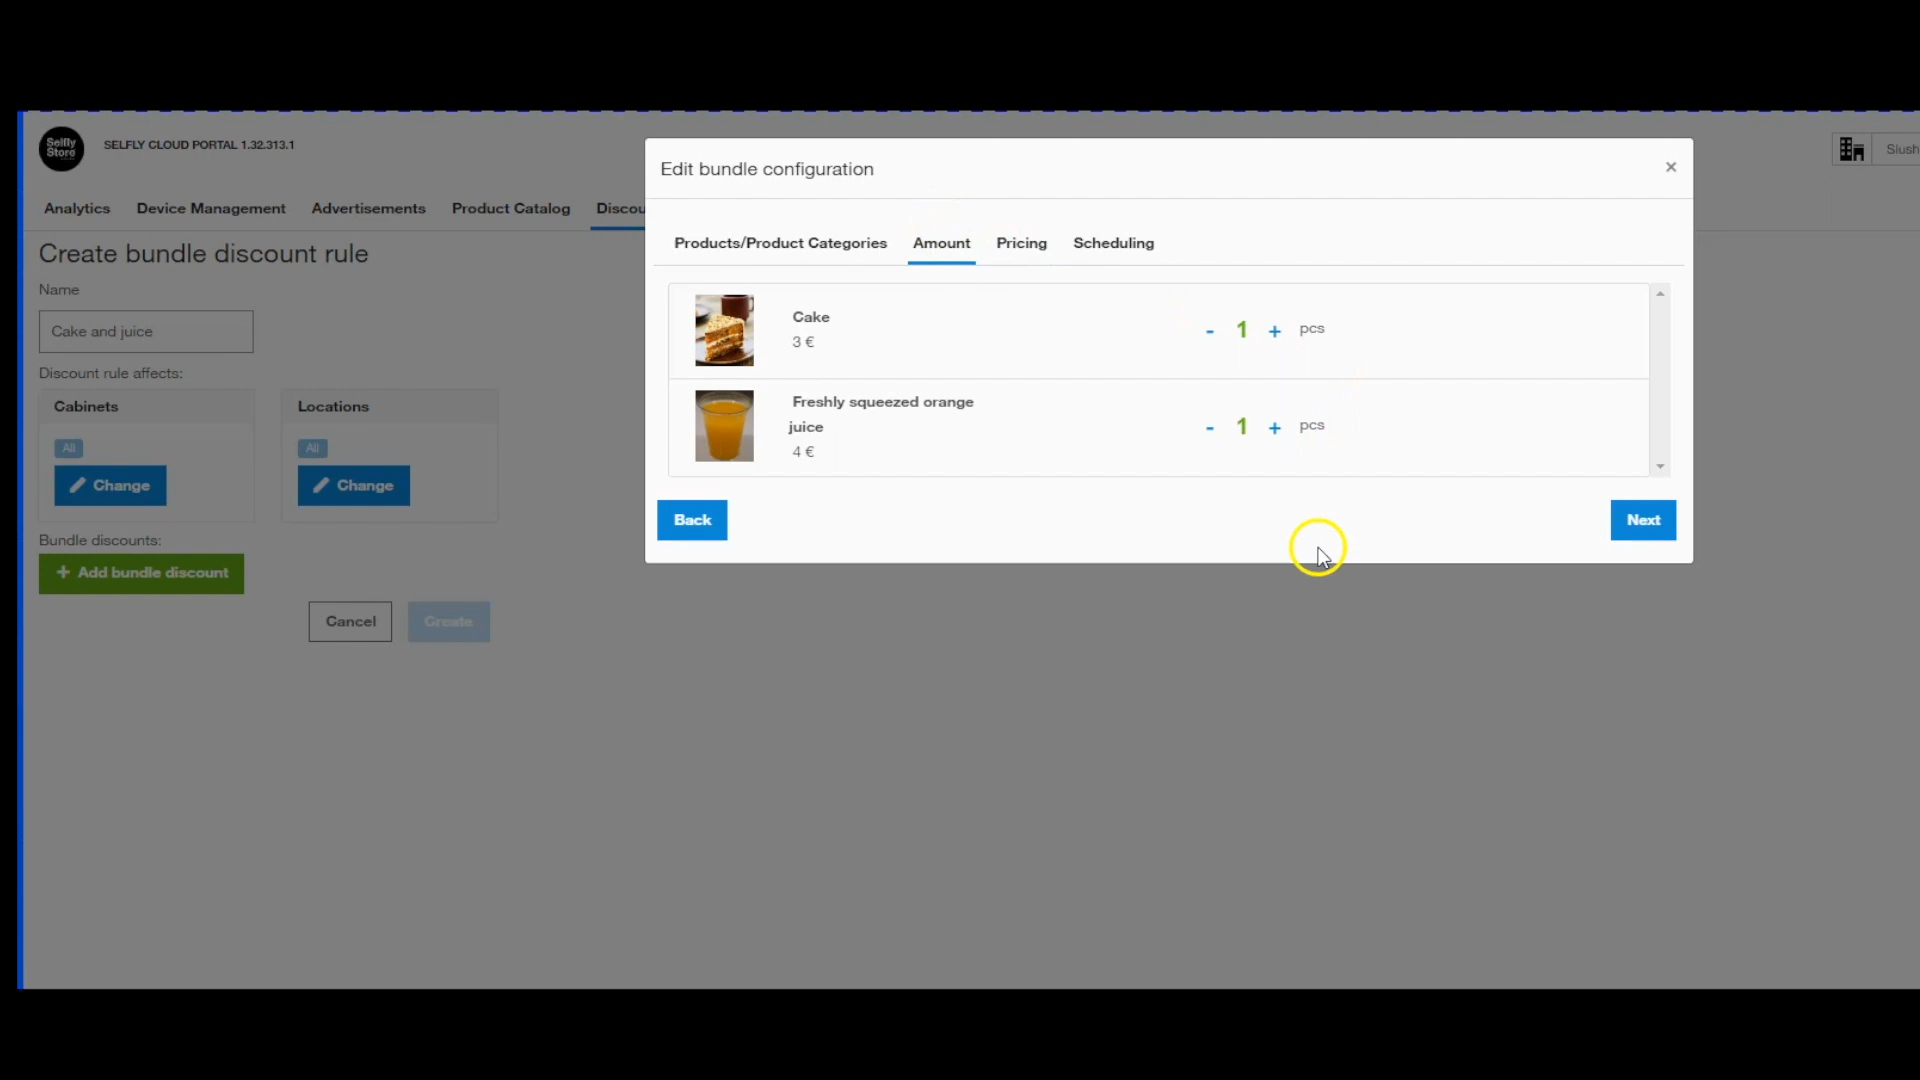 Selfly
Store
SELFLY CLOUD PORTAL 1.32.313.1
Slush
Analytics
Device Management
Advertisements
Product Catalog
Discou
Create bundle discount rule
Name
Cake and juice
Discount rule affects:
Cabinets
All
Change
Locations
All
Change
Bundle discounts:
+ Add bundle discount
Cancel
Create
Edit bundle configuration
×
Products/Product Categories
Amount
Pricing
Scheduling
Cake
3 €
- 1 + pcs
Freshly squeezed orange
juice
4 €
- 1 + pcs
Back
Next